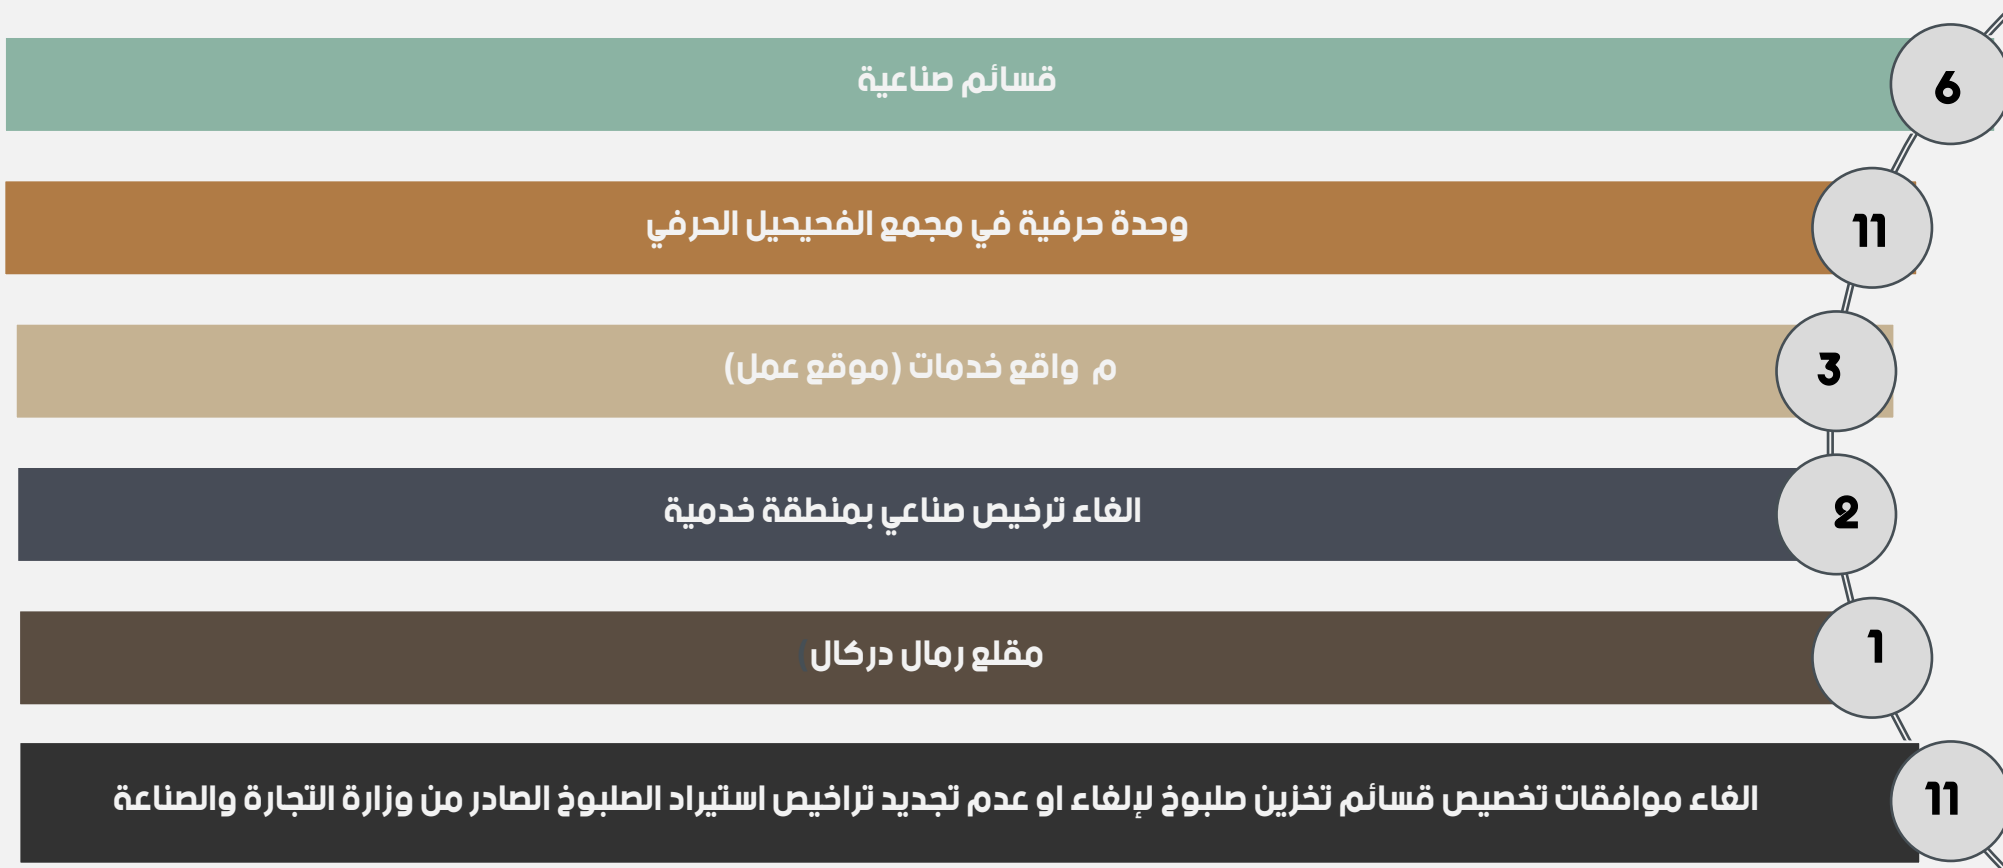 6 قسائم صناعية
11 وحدة حرفية في مجمع الفحيحيل الحرفي
3 م واقع خدمات (موقع عمل)
2 الغاء ترخيص صناعي بمنطقة خدمية
1 مقلع رمال دركال)
11 الغاء موافقات تخصيص قسائم تخزين صلبوخ لإلغاء او عدم تجديد تراخيص استيراد الصلبوخ الصادر من وزارة التجارة والصناعة